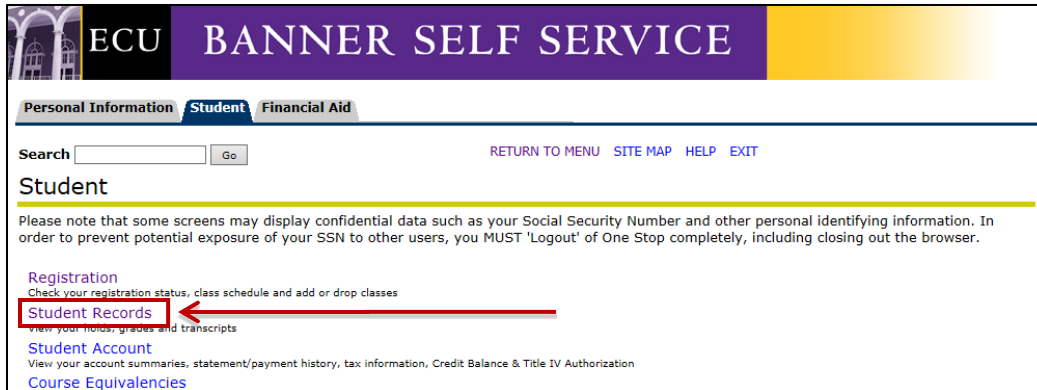 ECU BANNER SELF SERVICE
Personal Information Student Financial Aid
Search Go RETURN TO MENU SITE MAP HELP EXIT
Student
Please note that some screens may display confidential data such as your Social Security Number and other personal identifying information. In
order to prevent potential exposure of your SSN to other users, you MUST 'Logout' of One Stop completely, including closing out the browser.
Registration
Check your registration status, class schedule and add or drop classes
Student Records
View your holds, grades and transcripts
Student Account
View your account summaries, statement/payment history, tax information, Credit Balance & Title IV Authorization
Course Equivalencies